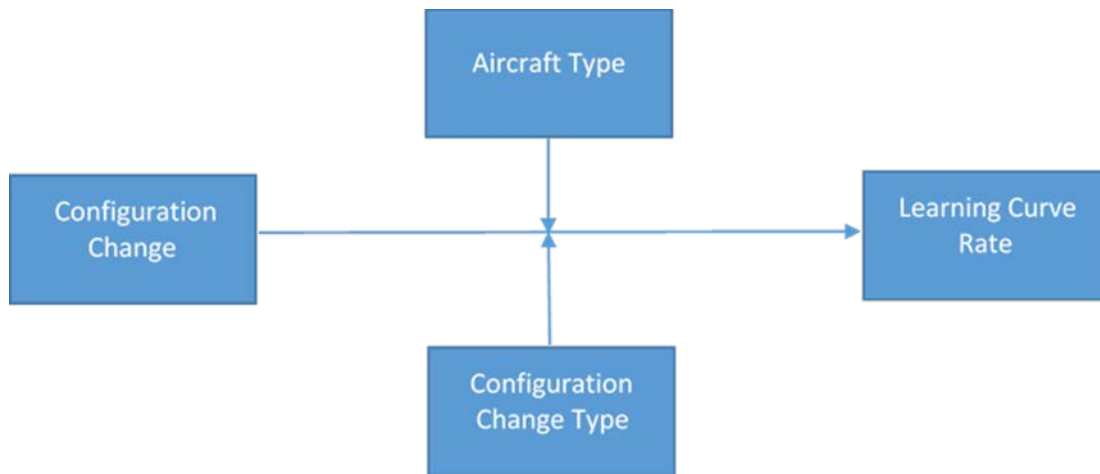 Aircraft Type
Configuration
Change
Learning Curve
Rate
Configuration
Change Type